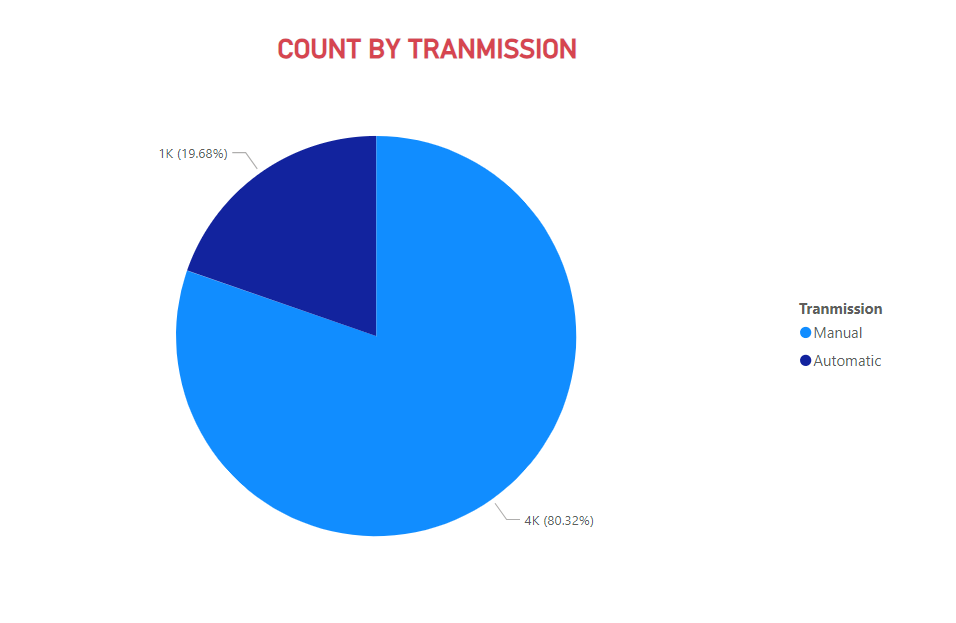 COUNT BY TRANMISSION
1K (19.68%)
Tranmission
Manual
Automatic
4K (80.32%)